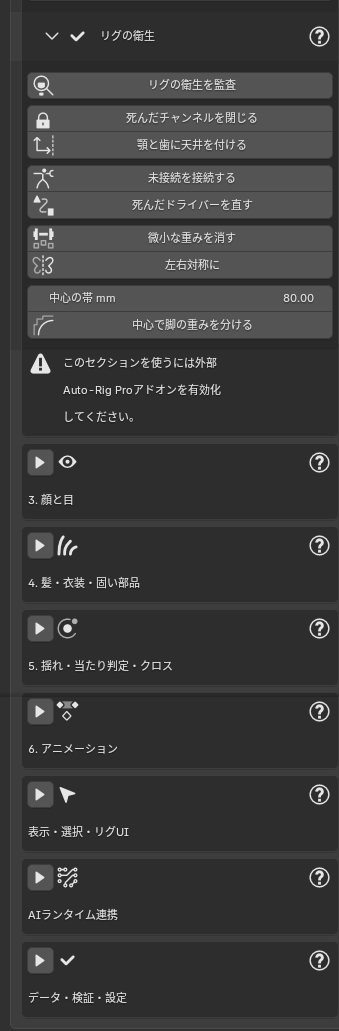 リグの衛生
リグの衛生を監査
死んだチャンネルを閉じる
顎と歯に天井を付ける
未接続を接続する
死んだドライバーを直す
微小な重みを消す
左右対称に
中心の帯 mm 80.00
中心で脚の重みを分ける
このセクションを使うには外部
Auto-Rig Proアドオンを有効化
してください。
3. 顔と目
4. 髪・衣装・固い部品
5. 揺れ・当たり判定・クロス
6. アニメーション
表示・選択・リグUI
AIランタイム連携
データ・検証・設定